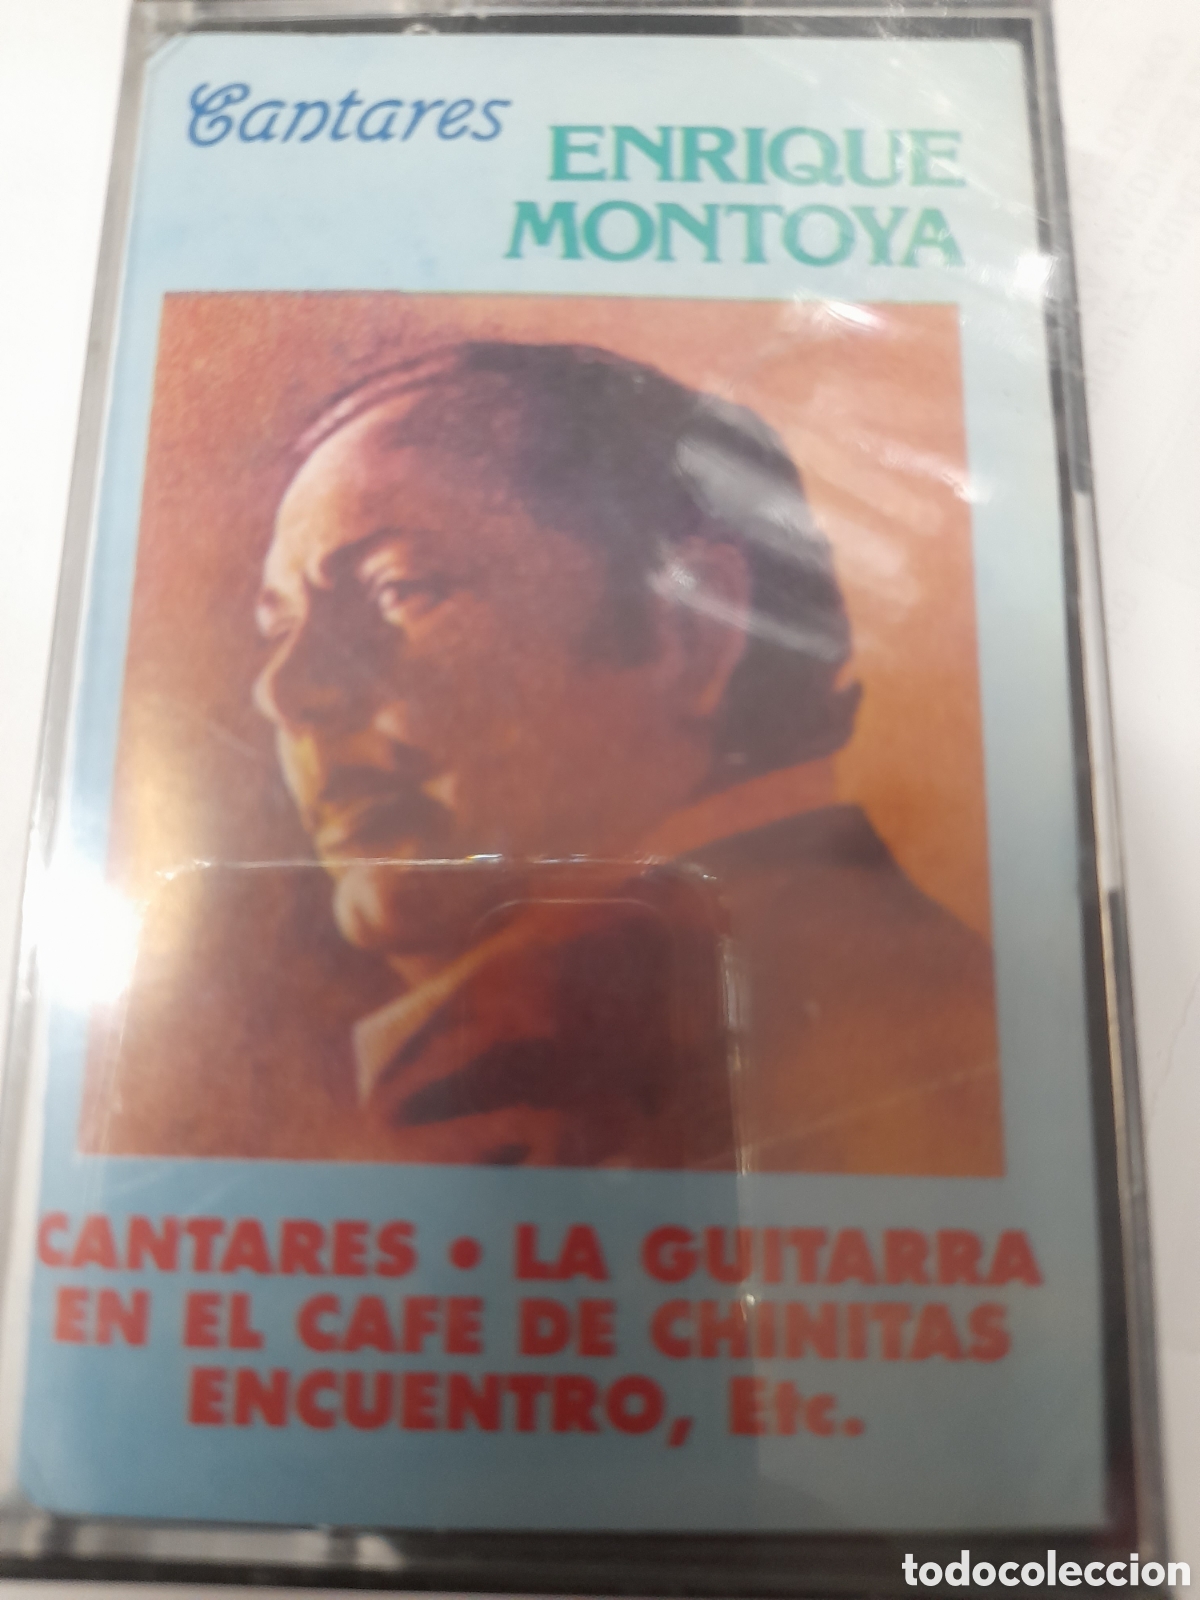 Cantares
ENRIQUE
MONTOYA
CANTARES • LA GUITARRA
EN EL CAFE DE CHINITAS
ENCUENTRO, Etc.
todocoleccion